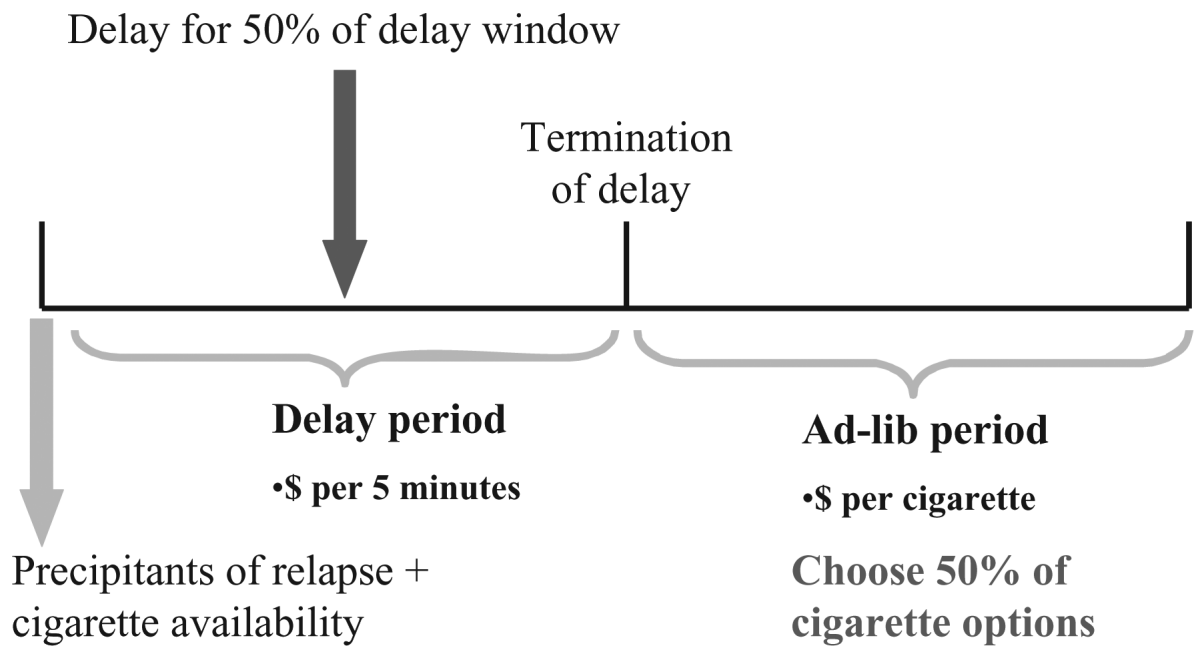 Delay for 50% of delay window
Termination
of delay
Delay period
•$ per 5 minutes
Ad-lib period
•$ per cigarette
Precipitants of relapse +
cigarette availability
Choose 50% of
cigarette options